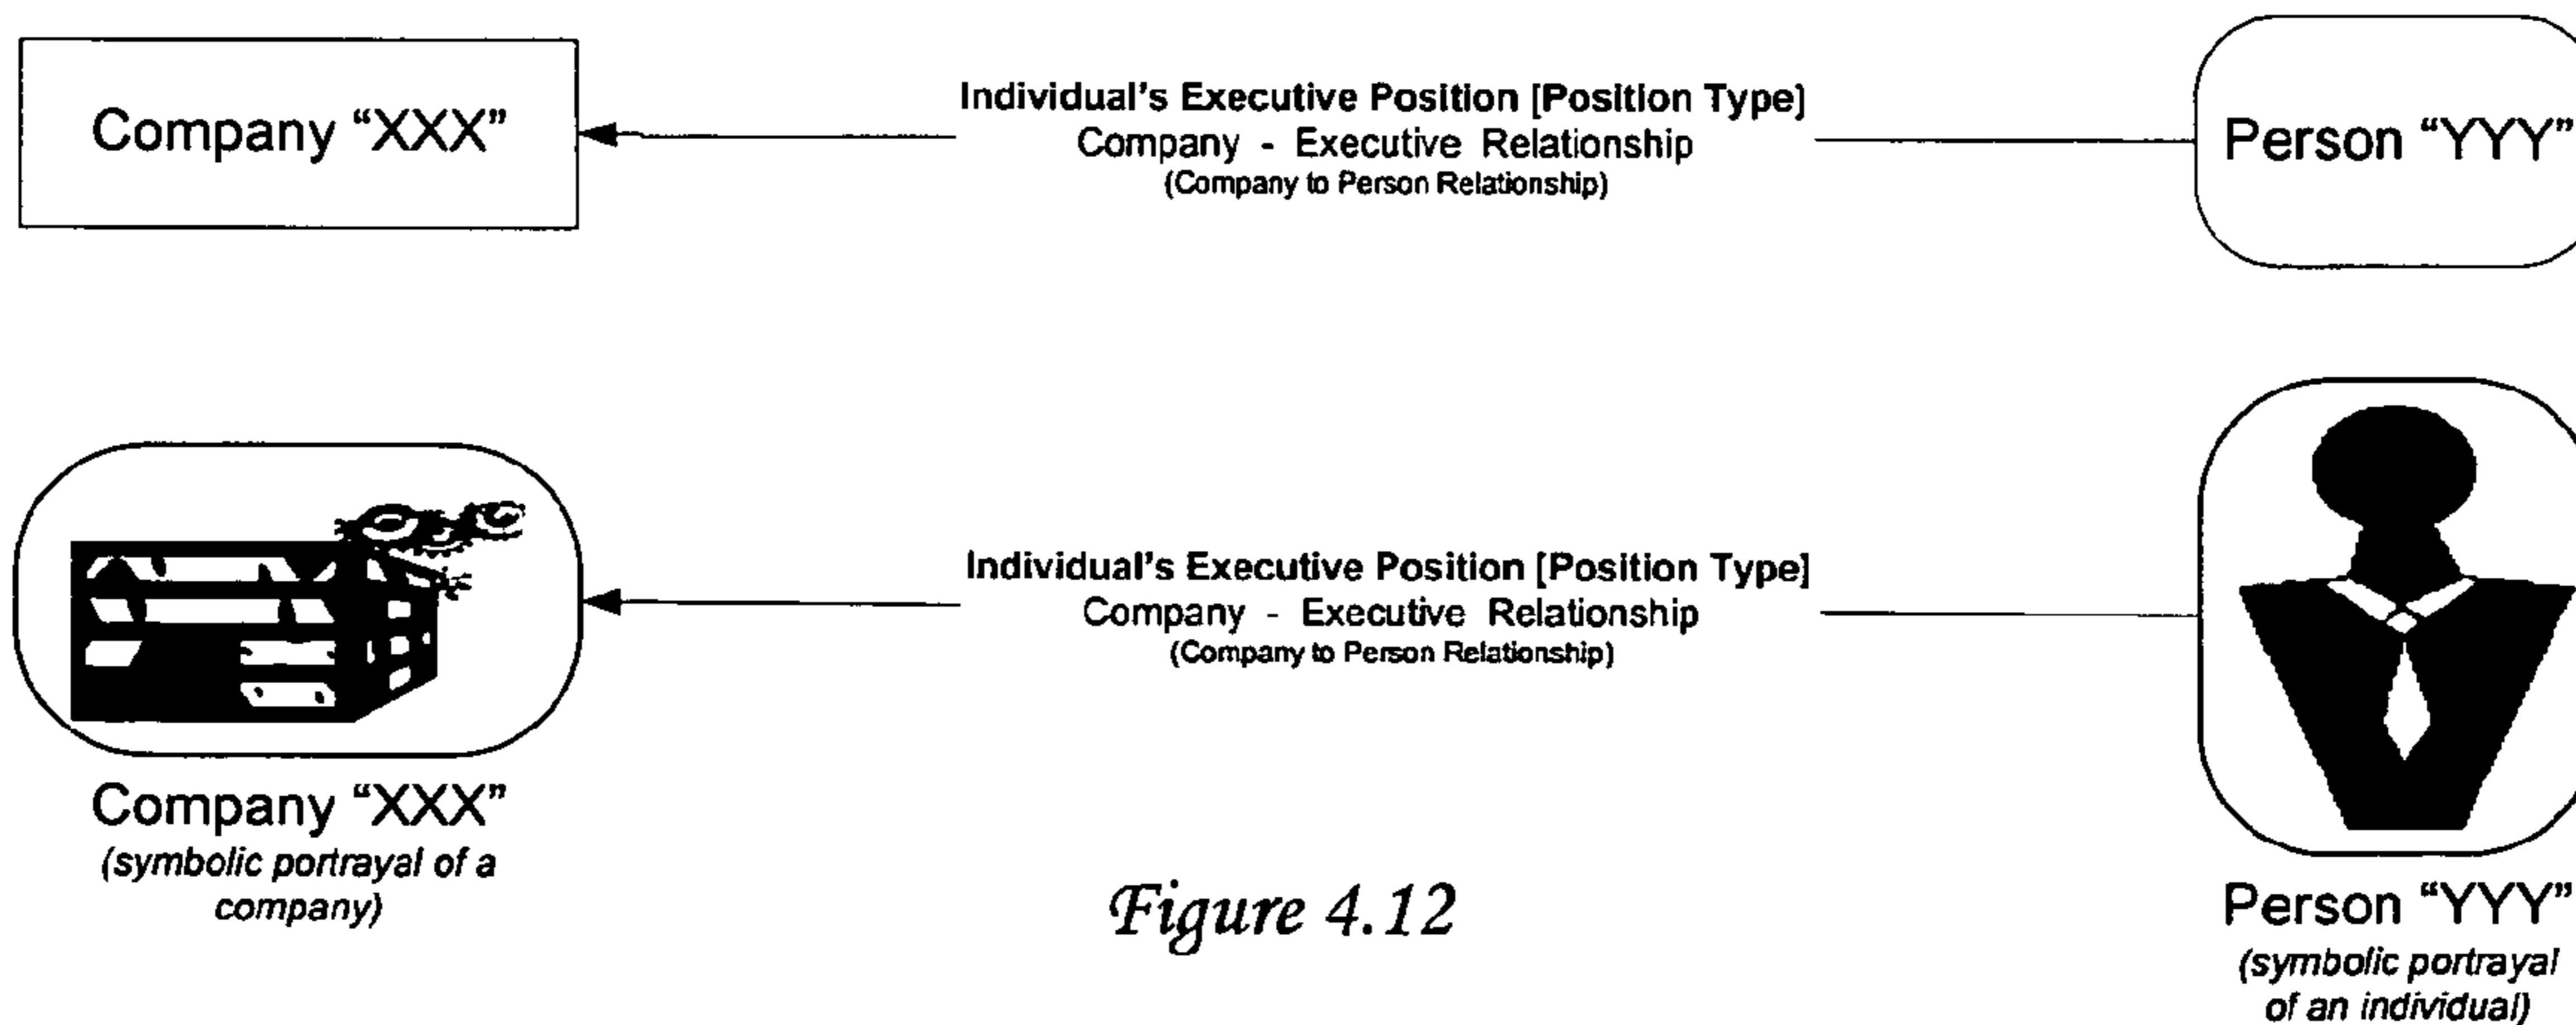 Company “XXX”
Individual's Executive Position [Position Type]
Company - Executive Relationship
(Company to Person Relationship)
Person “YYY”
Individual's Executive Position [Position Type]
Company - Executive Relationship
(Company to Person Relationship)
Company “XXX”
(symbolic portrayal of a
company)
Person “YYY”
(symbolic portrayal
of an individual)
Figure 4.12